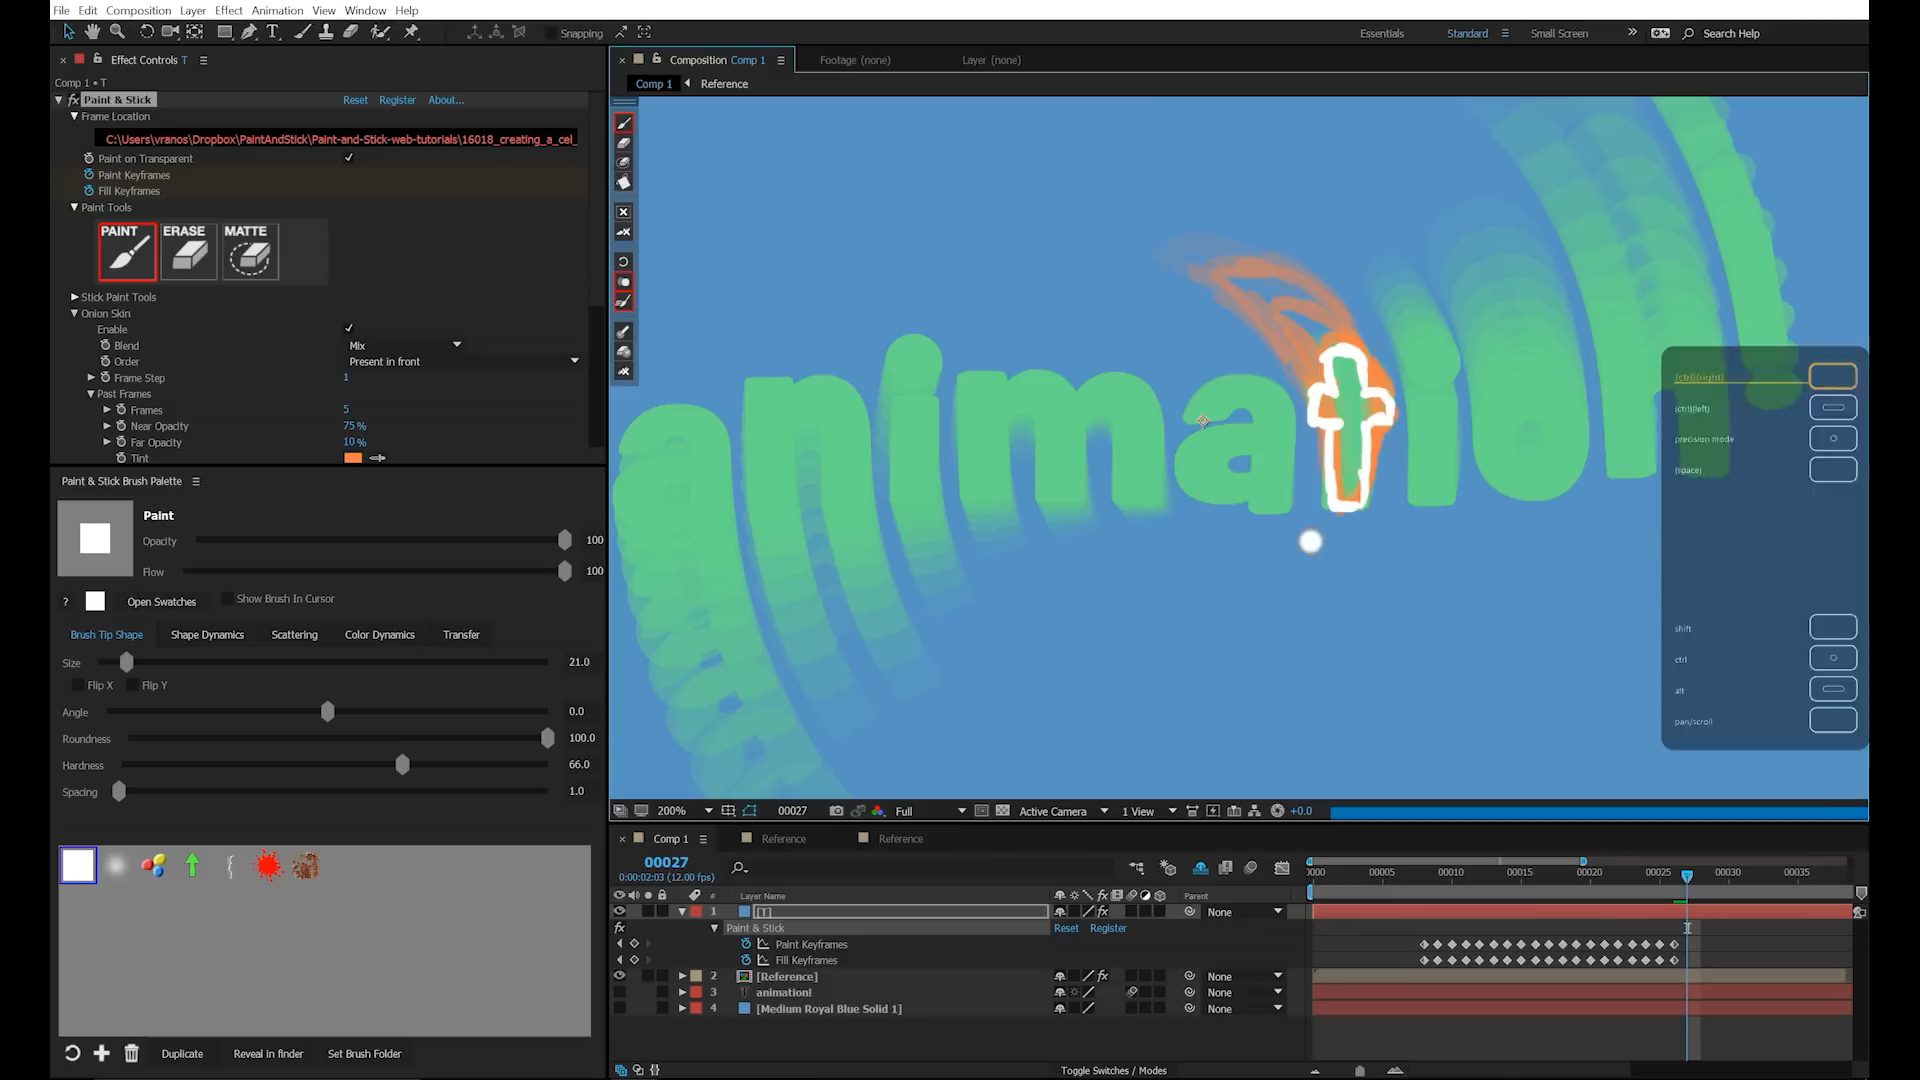 File Edit Composition Layer Effect Animation View Window Help
Snapping
Essentials Standard Small Screen Search Help
Effect Controls T
Comp 1 • T
Paint & Stick Reset Register About...
Frame Location
C:\Users\vranos\Dropbox\PaintAndStick\Paint-and-Stick-web-tutorials\16018_creating_a_cel_
Paint on Transparent
Paint Keyframes
Fill Keyframes
Paint Tools
PAINT ERASE MATTE
Stick Paint Tools
Onion Skin
Enable
Blend Mix
Order Present in front
Frame Step 1
Past Frames
Frames 5
Near Opacity 75 %
Far Opacity 10 %
Tint
Paint & Stick Brush Palette
Paint
Opacity 100
Flow 100
? Open Swatches Show Brush In Cursor
Brush Tip Shape Shape Dynamics Scattering Color Dynamics Transfer
Size 21.0
Flip X Flip Y
Angle 0.0
Roundness 100.0
Hardness 66.0
Spacing 1.0
Duplicate Reveal in finder Set Brush Folder
Composition Comp 1 Footage (none) Layer (none)
Comp 1 Reference
animation
(ctrl)(right)
(ctrl)(left)
precision mode
(space)
shift
ctrl
alt
pan/scroll
200% 00027 Full Active Camera 1 View +0.0
Comp 1 Reference Reference
00027
0:00:02:03 (12.00 fps)
0000 00005 00010 00015 00020 00025 00030 00035
# Layer Name Parent
1 [T] None
Paint & Stick Reset Register
Paint Keyframes
Fill Keyframes
2 [Reference] None
3 T animation! None
4 [Medium Royal Blue Solid 1] None
Toggle Switches / Modes